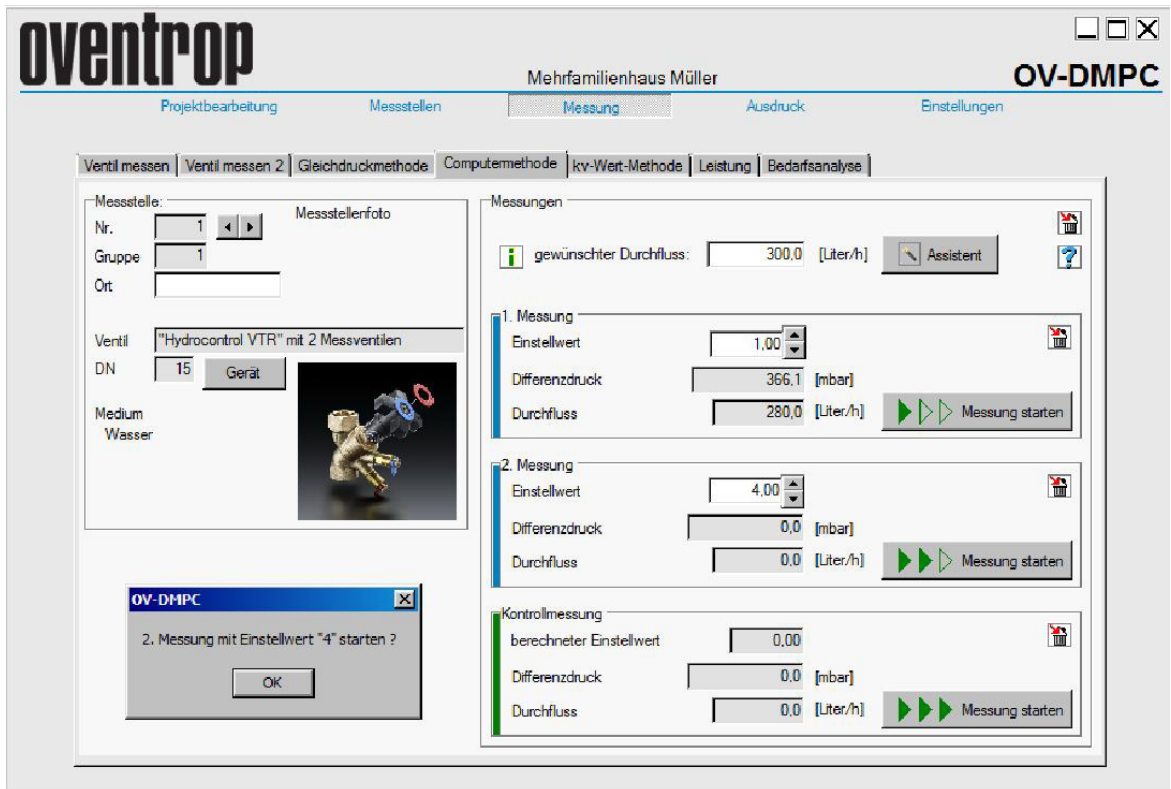 oventrop
Mehrfamilienhaus Müller
OV-DMPC
Projektbearbeitung Messstellen Messung Ausdruck Einstellungen
Ventil messen Ventil messen 2 Gleichdruckmethode Computermethode kv-Wert-Methode Leistung Bedarfsanalyse
Messstelle:
Nr. 1
Messstellenfoto
Gruppe 1
Ort
Ventil "Hydrocontrol VTR" mit 2 Messventilen
DN 15 Gerät
Medium
Wasser
OV-DMPC
2. Messung mit Einstellwert "4" starten ?
OK
Messungen
i gewünschter Durchfluss: 300,0 [Liter/h] Assistent ?
1. Messung
Einstellwert 1,00
Differenzdruck 366,1 [mbar]
Durchfluss 280,0 [Liter/h] Messung starten
2. Messung
Einstellwert 4,00
Differenzdruck 0,0 [mbar]
Durchfluss 0,0 [Liter/h] Messung starten
Kontrollmessung
berechneter Einstellwert 0,00
Differenzdruck 0,0 [mbar]
Durchfluss 0,0 [Liter/h] Messung starten